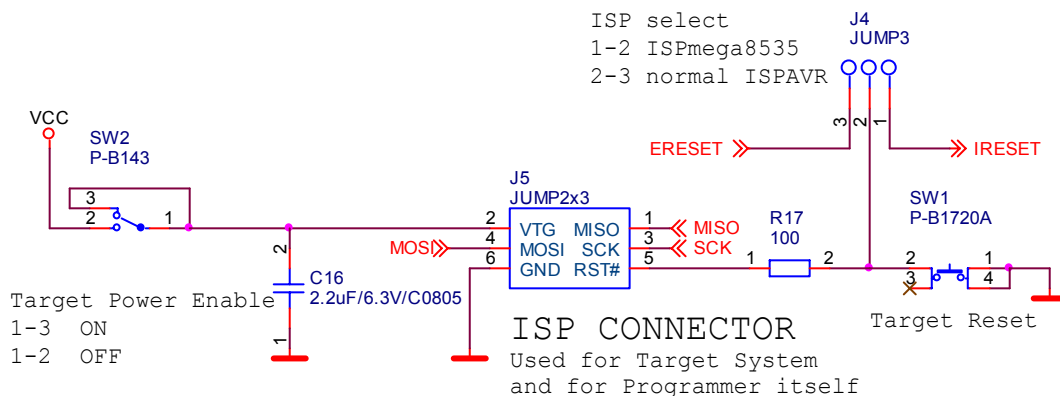 ISP select
1-2 ISPmega8535
2-3 normal ISPAVR
J4
JUMP3
3
2
1
ERESET
IRESET
VCC
SW2
P-B143
3
2
1
J5
JUMP2x3
2
VTG
MISO
1
MISO
MOSI
4
MOSI
SCK
3
SCK
6
GND
RST#
5
R17
100
1
2
SW1
P-B1720A
2
3
1
4
Target Reset
2
C16
2.2uF/6.3V/C0805
1
Target Power Enable
1-3 ON
1-2 OFF
ISP CONNECTOR
Used for Target System
and for Programmer itself